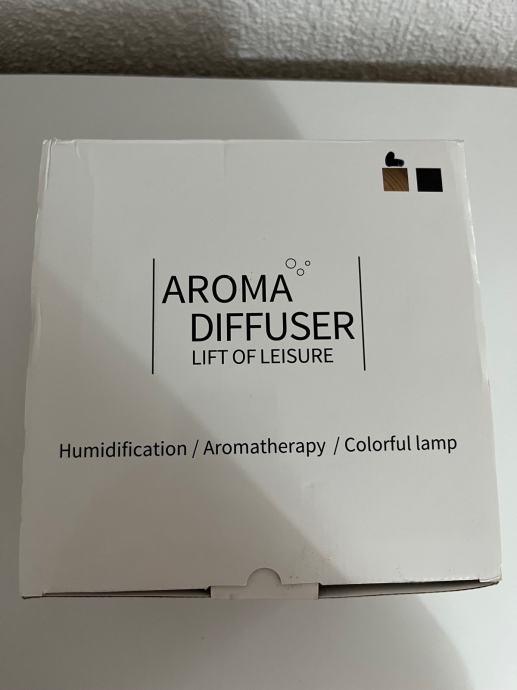 AROMA
DIFFUSER
LIFT OF LEISURE
Humidification / Aromatherapy / Colorful lamp